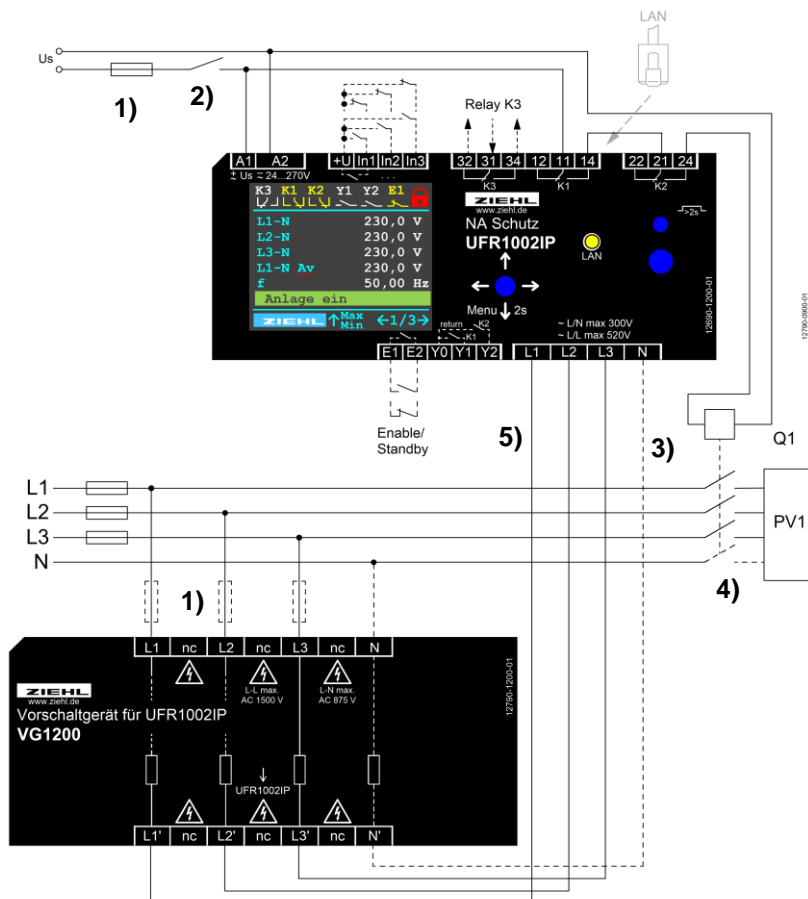 LAN
Us
1)
2)
Relay K3
A1 A2
+U In1 In2 In3
32 31 34 12 11 14
22 21 24
± Us ≂ 24...270V
...
K3
K1
K2
K3 K1 K2 Y1 Y2 E1
L1-N 230,0 V
L2-N 230,0 V
L3-N 230,0 V
L1-N Av 230,0 V
f 50,00 Hz
Anlage ein
ZIEHL ↑ Max Min ←1/3→
ZIEHL
www.ziehl.de
NA Schutz
UFR1002IP
LAN
>2s
Menu 2s
12690-1200-01
12790-0900-01
return K2
K1
~ L/N max 300V
~ L/L max 520V
E1 E2 Y0 Y1 Y2
L1 L2 L3 N
Enable/
Standby
5)
3)
Q1
L1
L2
L3
N
PV1
4)
1)
L1 nc L2 nc L3 nc N
ZIEHL
www.ziehl.de
L-L max.
AC 1500 V
L-N max.
AC 875 V
12790-1200-01
Vorschaltgerät für UFR1002IP
VG1200
↓
UFR1002IP
L1' nc L2' nc L3' nc N'